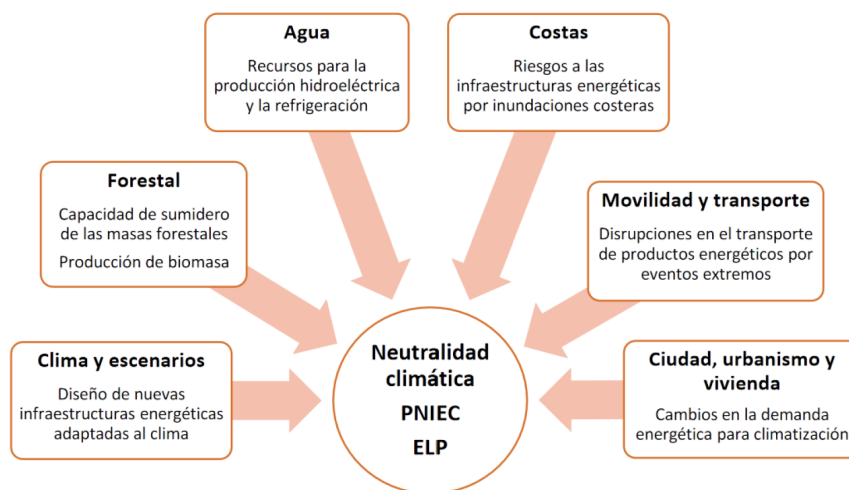 Agua
Recursos para la
producción hidroeléctrica
y la refrigeración
Costas
Riesgos a las
infraestructuras energéticas
por inundaciones costeras
Forestal
Capacidad de sumidero
de las masas forestales
Producción de biomasa
Movilidad y transporte
Disrupciones en el transporte
de productos energéticos por
eventos extremos
Clima y escenarios
Diseño de nuevas
infraestructuras energéticas
adaptadas al clima
Neutralidad
climática
PNIEC
ELP
Ciudad, urbanismo y
vivienda
Cambios en la demanda
energética para climatización